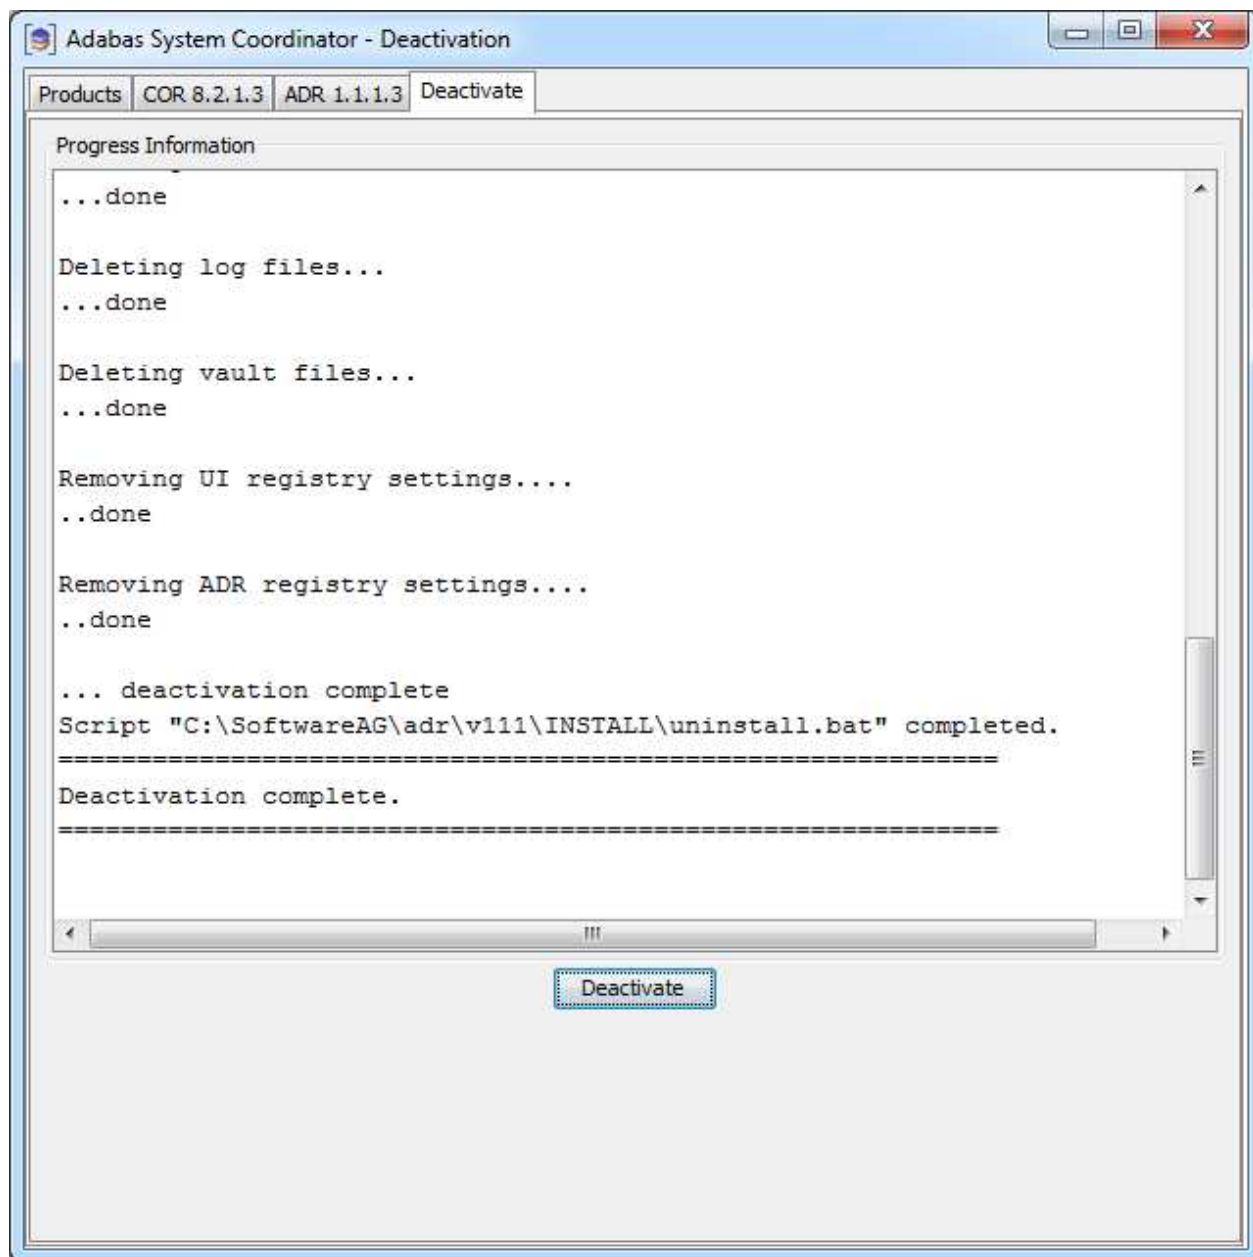 Adabas System Coordinator - Deactivation
Products COR 8.2.1.3 ADR 1.1.1.3 Deactivate
Progress Information
...done
Deleting log files...
...done
Deleting vault files...
...done
Removing UI registry settings....
..done
Removing ADR registry settings....
..done
... deactivation complete
Script "C:\SoftwareAG\adr\v111\INSTALL\uninstall.bat" completed.
============================================================
Deactivation complete.
============================================================
Deactivate